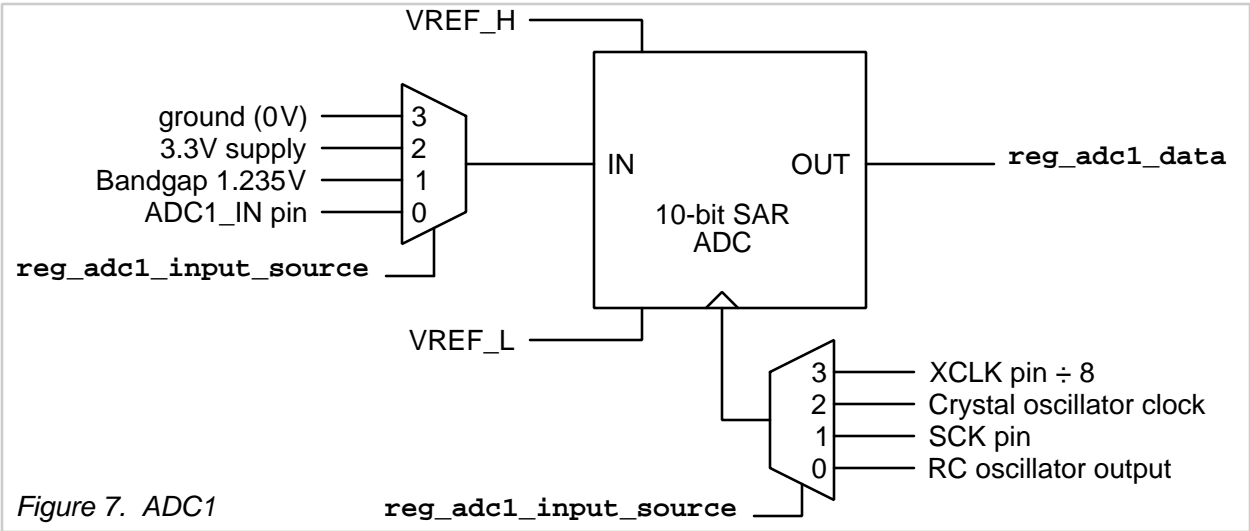 VREF_H
ground (0V)
3.3V supply
Bandgap 1.235V
ADC1_IN pin
3
2
1
0
reg_adc1_input_source
IN
OUT
10-bit SAR
ADC
reg_adc1_data
VREF_L
3
2
1
0
XCLK pin ÷ 8
Crystal oscillator clock
SCK pin
RC oscillator output
reg_adc1_input_source
Figure 7. ADC1